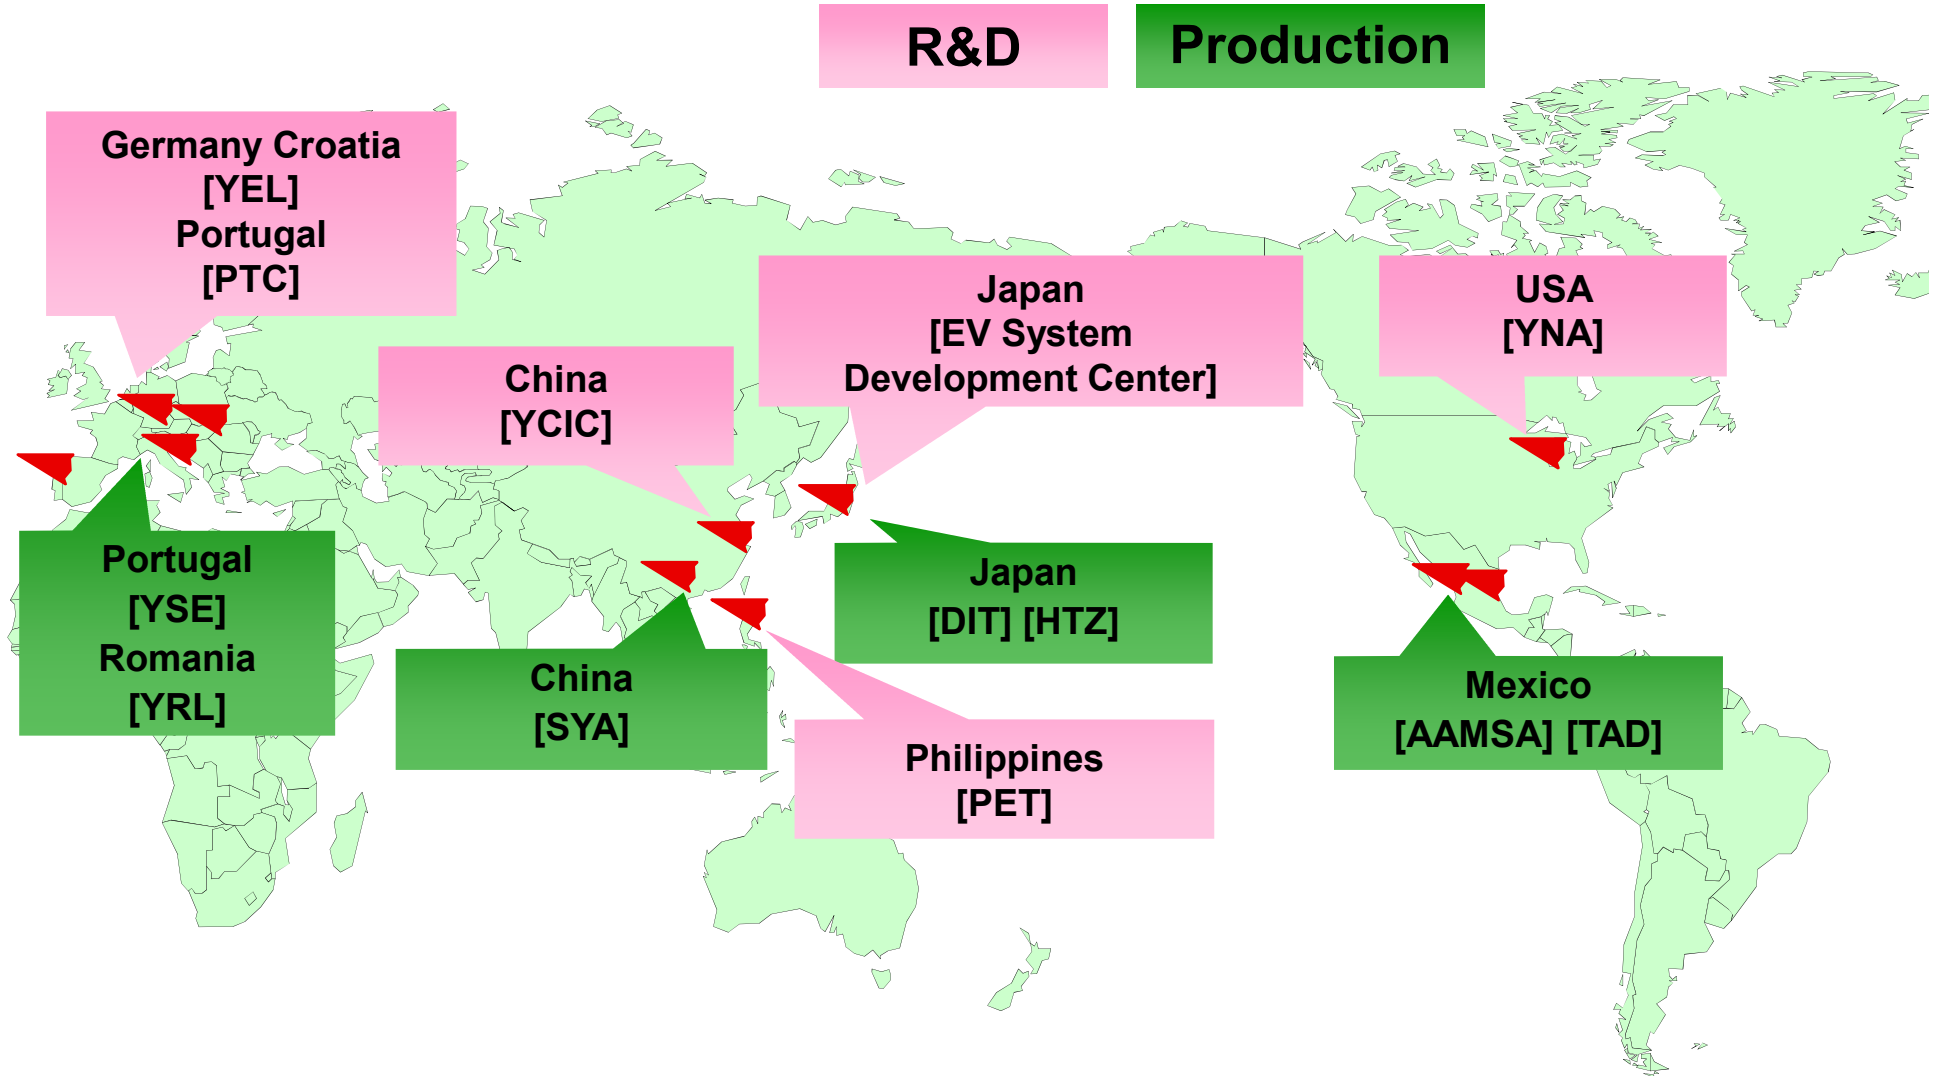 R&D
Production
Germany Croatia
[YEL]
Portugal
[PTC]
Japan
[EV System
Development Center]
USA
[YNA]
China
[YCIC]
Portugal
[YSE]
Romania
[YRL]
Japan
[DIT] [HTZ]
China
[SYA]
Mexico
[AAMSA] [TAD]
Philippines
[PET]